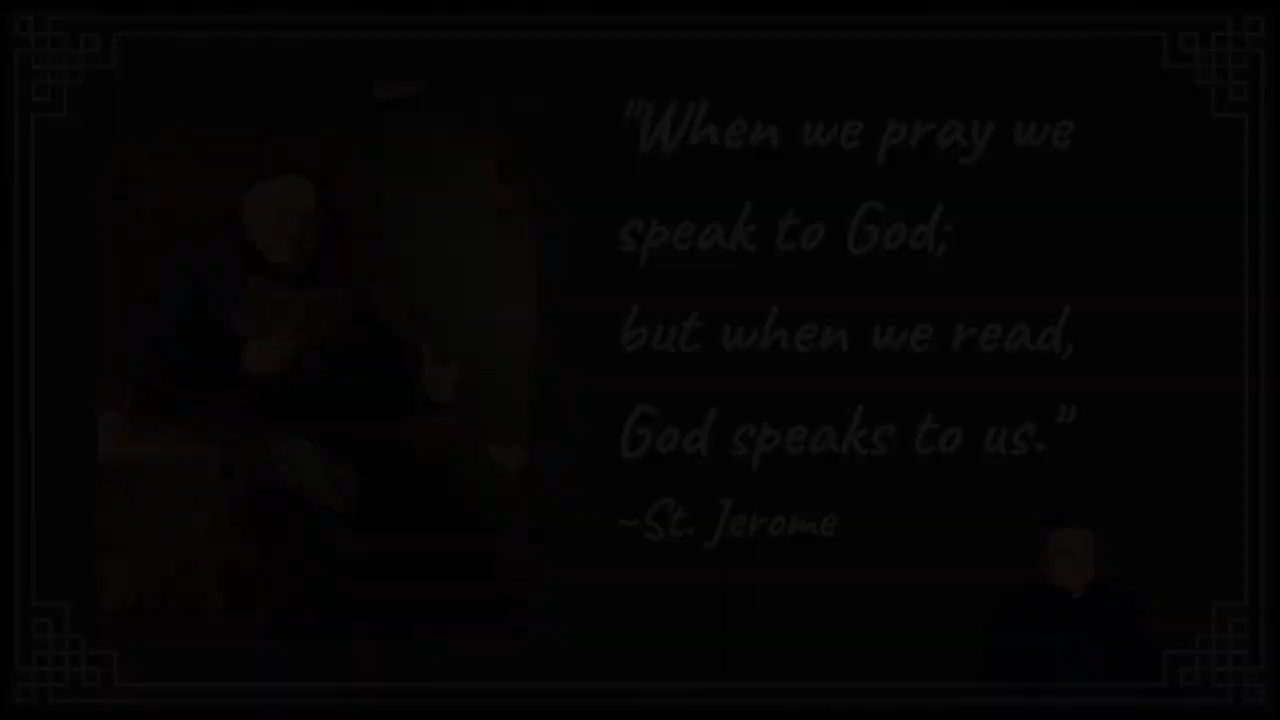 "When we pray we
speak to God;
but when we read,
God speaks to us."
~St. Jerome